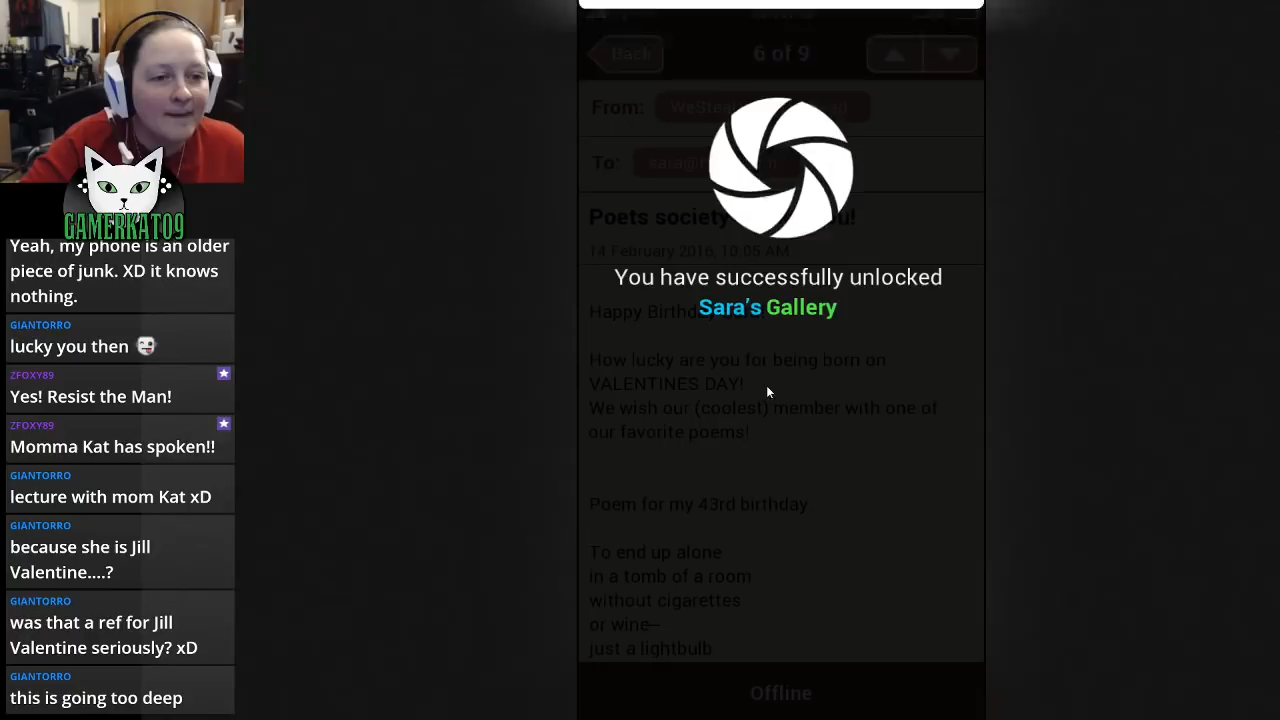 GAMERKAT09
Yeah, my phone is an older
piece of junk. XD it knows
nothing.
GIANTORRO
lucky you then
ZFOXY89
Yes! Resist the Man!
ZFOXY89
Momma Kat has spoken!!
GIANTORRO
lecture with mom Kat xD
GIANTORRO
because she is Jill
Valentine....?
GIANTORRO
was that a ref for Jill
Valentine seriously? xD
GIANTORRO
this is going too deep
Back
6 of 9
From:
To:
Poets society
14 February 2016, 10:05 AM
You have successfully unlocked
Sara's Gallery
Happy Birthday
How lucky are you for being born on
VALENTINES DAY!
We wish our (coolest) member with one of
our favorite poems!
Poem for my 43rd birthday
To end up alone
in a tomb of a room
without cigarettes
or wine—
just a lightbulb
Offline